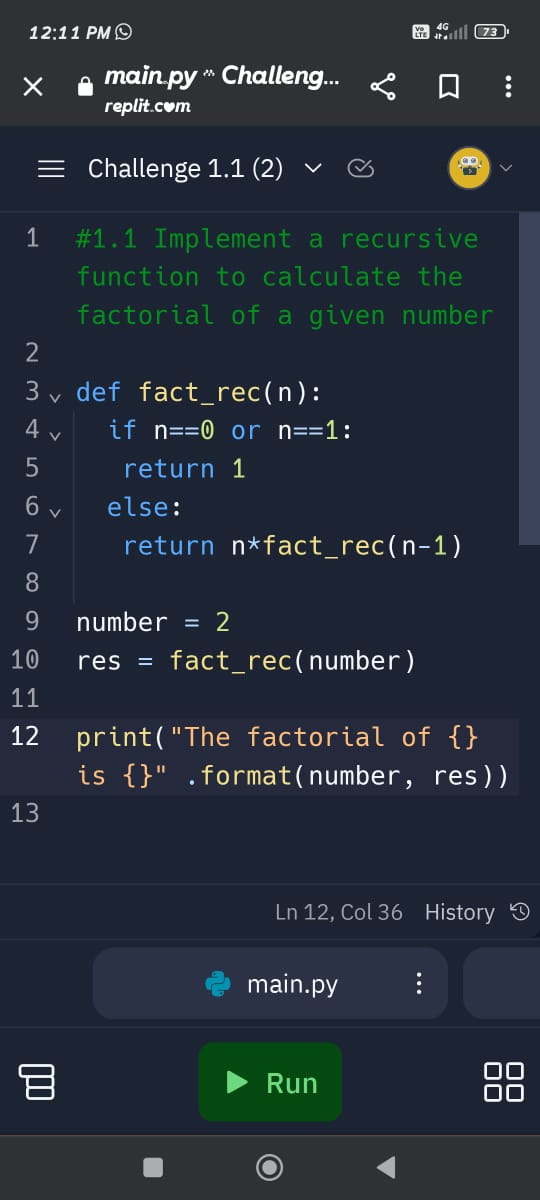 12:11 PM
Vo LTE 4G 73
main.py - Challeng...
replit.com
Challenge 1.1 (2)
1 #1.1 Implement a recursive
function to calculate the
factorial of a given number
2
3 def fact_rec(n):
4 if n==0 or n==1:
5 return 1
6 else:
7 return n*fact_rec(n-1)
8
9 number = 2
10 res = fact_rec(number)
11
12 print("The factorial of {}
is {}" .format(number, res))
13
Ln 12, Col 36 History
main.py
Run